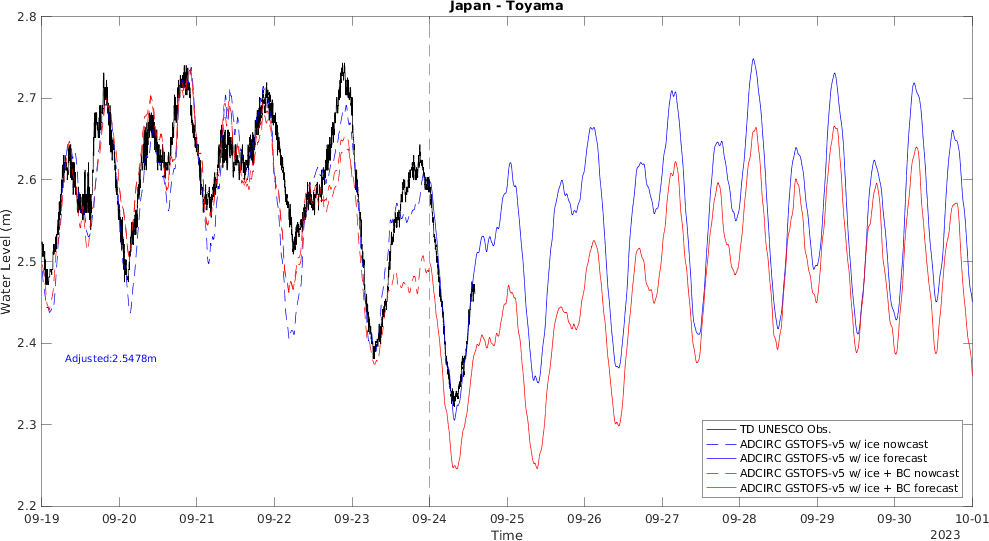 Japan - Toyama
2.8
2.7
2.6
2.5
2.4
2.3
2.2
Water Level (m)
Adjusted:2.5478m
TD UNESCO Obs.
ADCIRC GSTOFS-v5 w/ ice nowcast
ADCIRC GSTOFS-v5 w/ ice forecast
ADCIRC GSTOFS-v5 w/ ice + BC nowcast
ADCIRC GSTOFS-v5 w/ ice + BC forecast
09-19 09-20 09-21 09-22 09-23 09-24 09-25 09-26 09-27 09-28 09-29 09-30 10-01
Time
2023